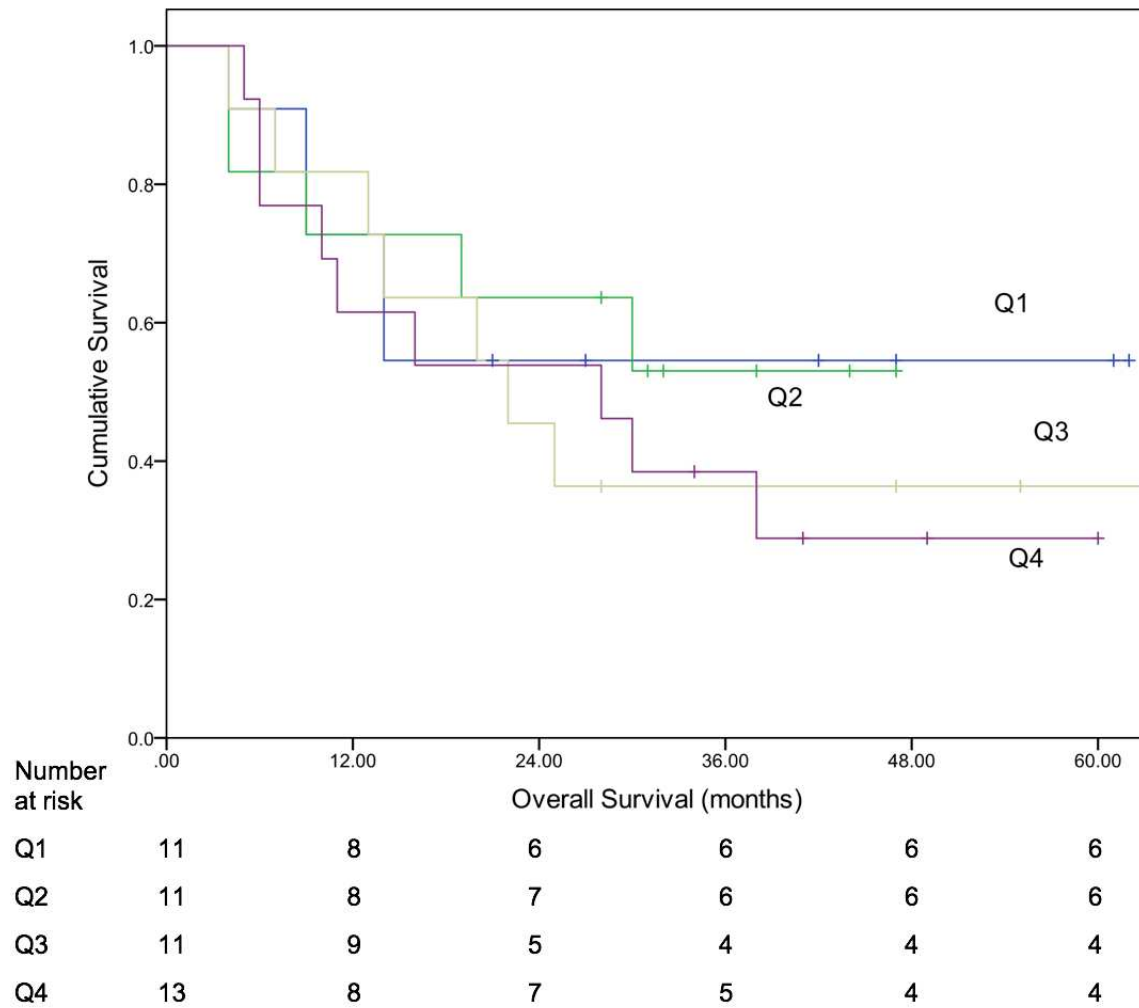 1.0
0.8
0.6
0.4
0.2
0.0
Cumulative Survival
Q1
Q2
Q3
Q4
.00 12.00 24.00 36.00 48.00 60.00
Overall Survival (months)
Number
at risk
Q1 11 8 6 6 6 6
Q2 11 8 7 6 6 6
Q3 11 9 5 4 4 4
Q4 13 8 7 5 4 4